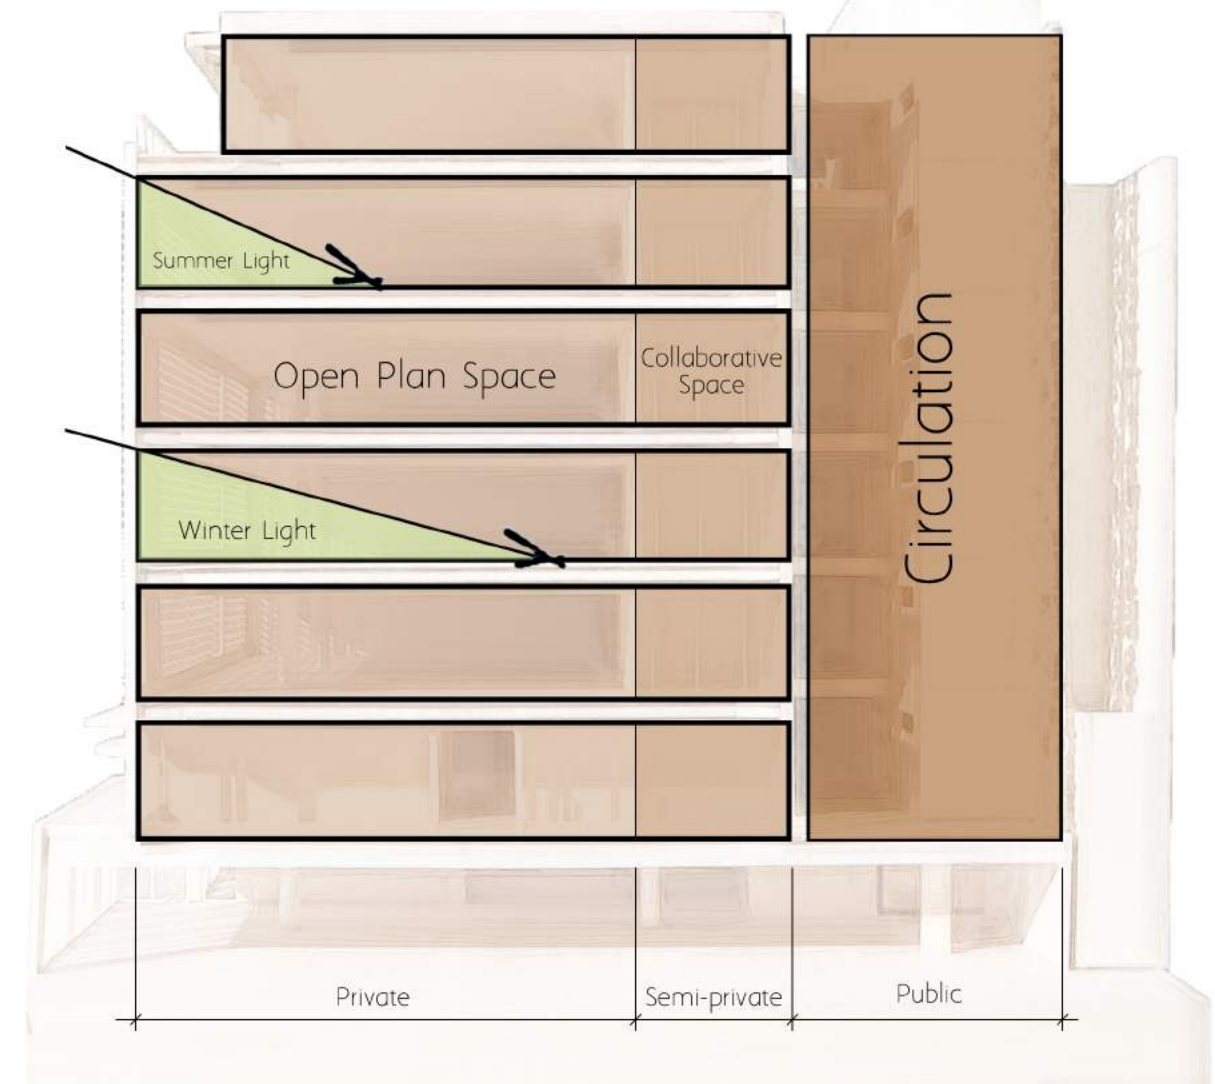 Summer Light
Open Plan Space
Collaborative
Space
Circulation
Winter Light
Private
Semi-private
Public